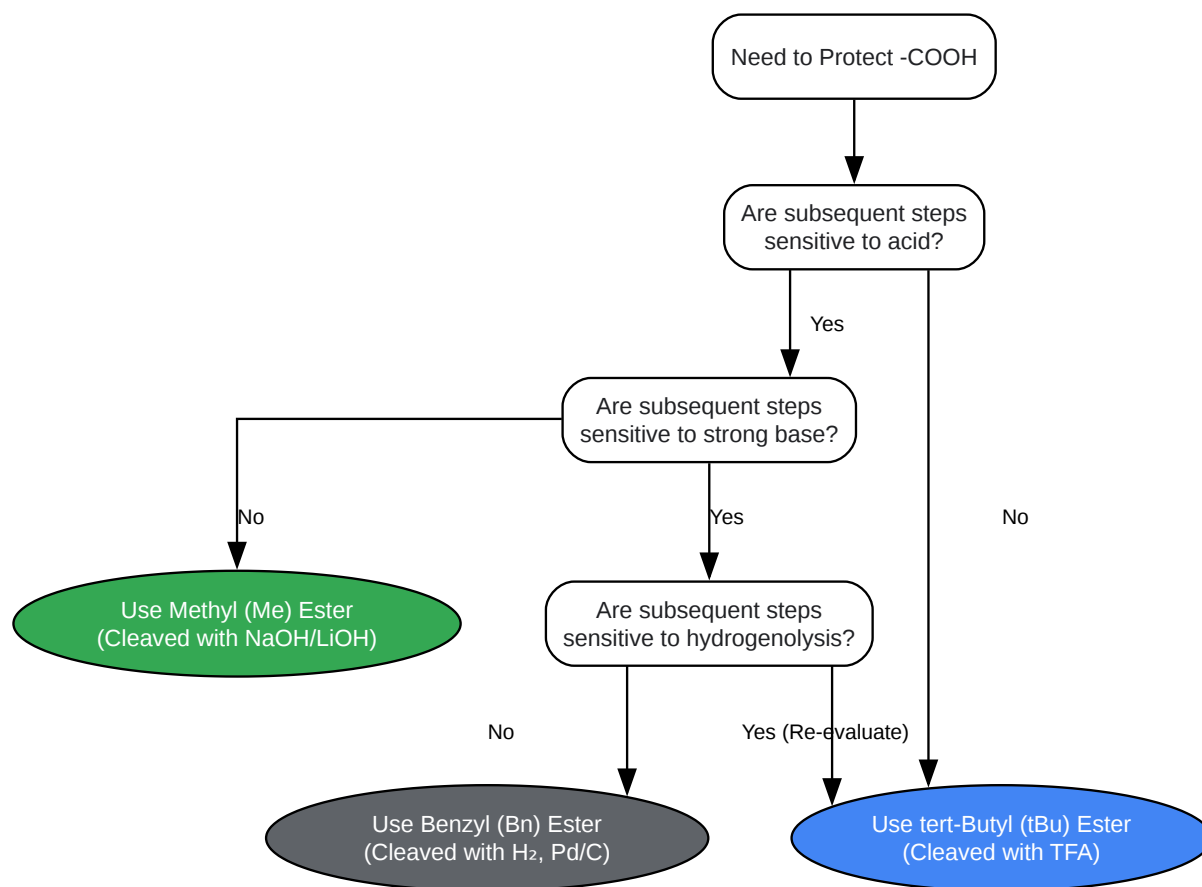 Need to Protect -COOH
Are subsequent steps
sensitive to acid?
Yes
Are subsequent steps
sensitive to strong base?
No
Yes
No
Use Methyl (Me) Ester
(Cleaved with NaOH/LiOH)
Are subsequent steps
sensitive to hydrogenolysis?
No
Yes (Re-evaluate)
Use Benzyl (Bn) Ester
(Cleaved with H₂, Pd/C)
Use tert-Butyl (tBu) Ester
(Cleaved with TFA)